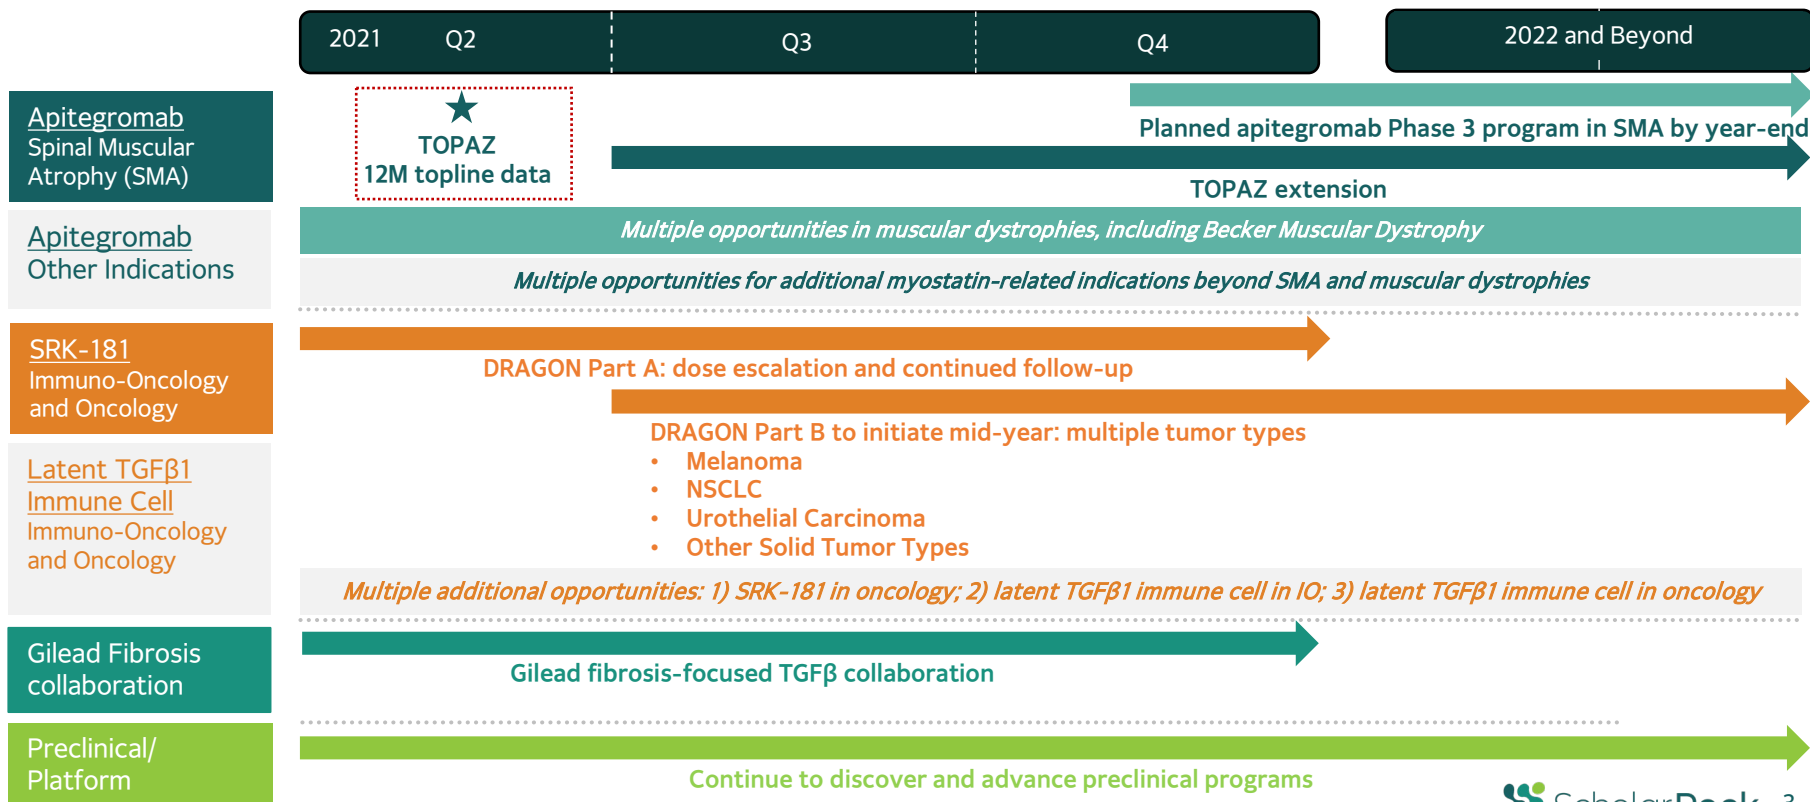 2021 Q2 Q3 Q4 2022 and Beyond
Apitegromab
Spinal Muscular
Atrophy (SMA)
TOPAZ
12M topline data
Planned apitegromab Phase 3 program in SMA by year-end
TOPAZ extension
Apitegromab
Other Indications
Multiple opportunities in muscular dystrophies, including Becker Muscular Dystrophy
Multiple opportunities for additional myostatin-related indications beyond SMA and muscular dystrophies
SRK-181
Immuno-Oncology
and Oncology
DRAGON Part A: dose escalation and continued follow-up
DRAGON Part B to initiate mid-year: multiple tumor types
• Melanoma
• NSCLC
• Urothelial Carcinoma
• Other Solid Tumor Types
Latent TGFβ1
Immune Cell
Immuno-Oncology
and Oncology
Multiple additional opportunities: 1) SRK-181 in oncology; 2) latent TGFβ1 immune cell in IO; 3) latent TGFβ1 immune cell in oncology
Gilead Fibrosis
collaboration
Gilead fibrosis-focused TGFβ collaboration
Preclinical/
Platform
Continue to discover and advance preclinical programs
ScholarRock 3